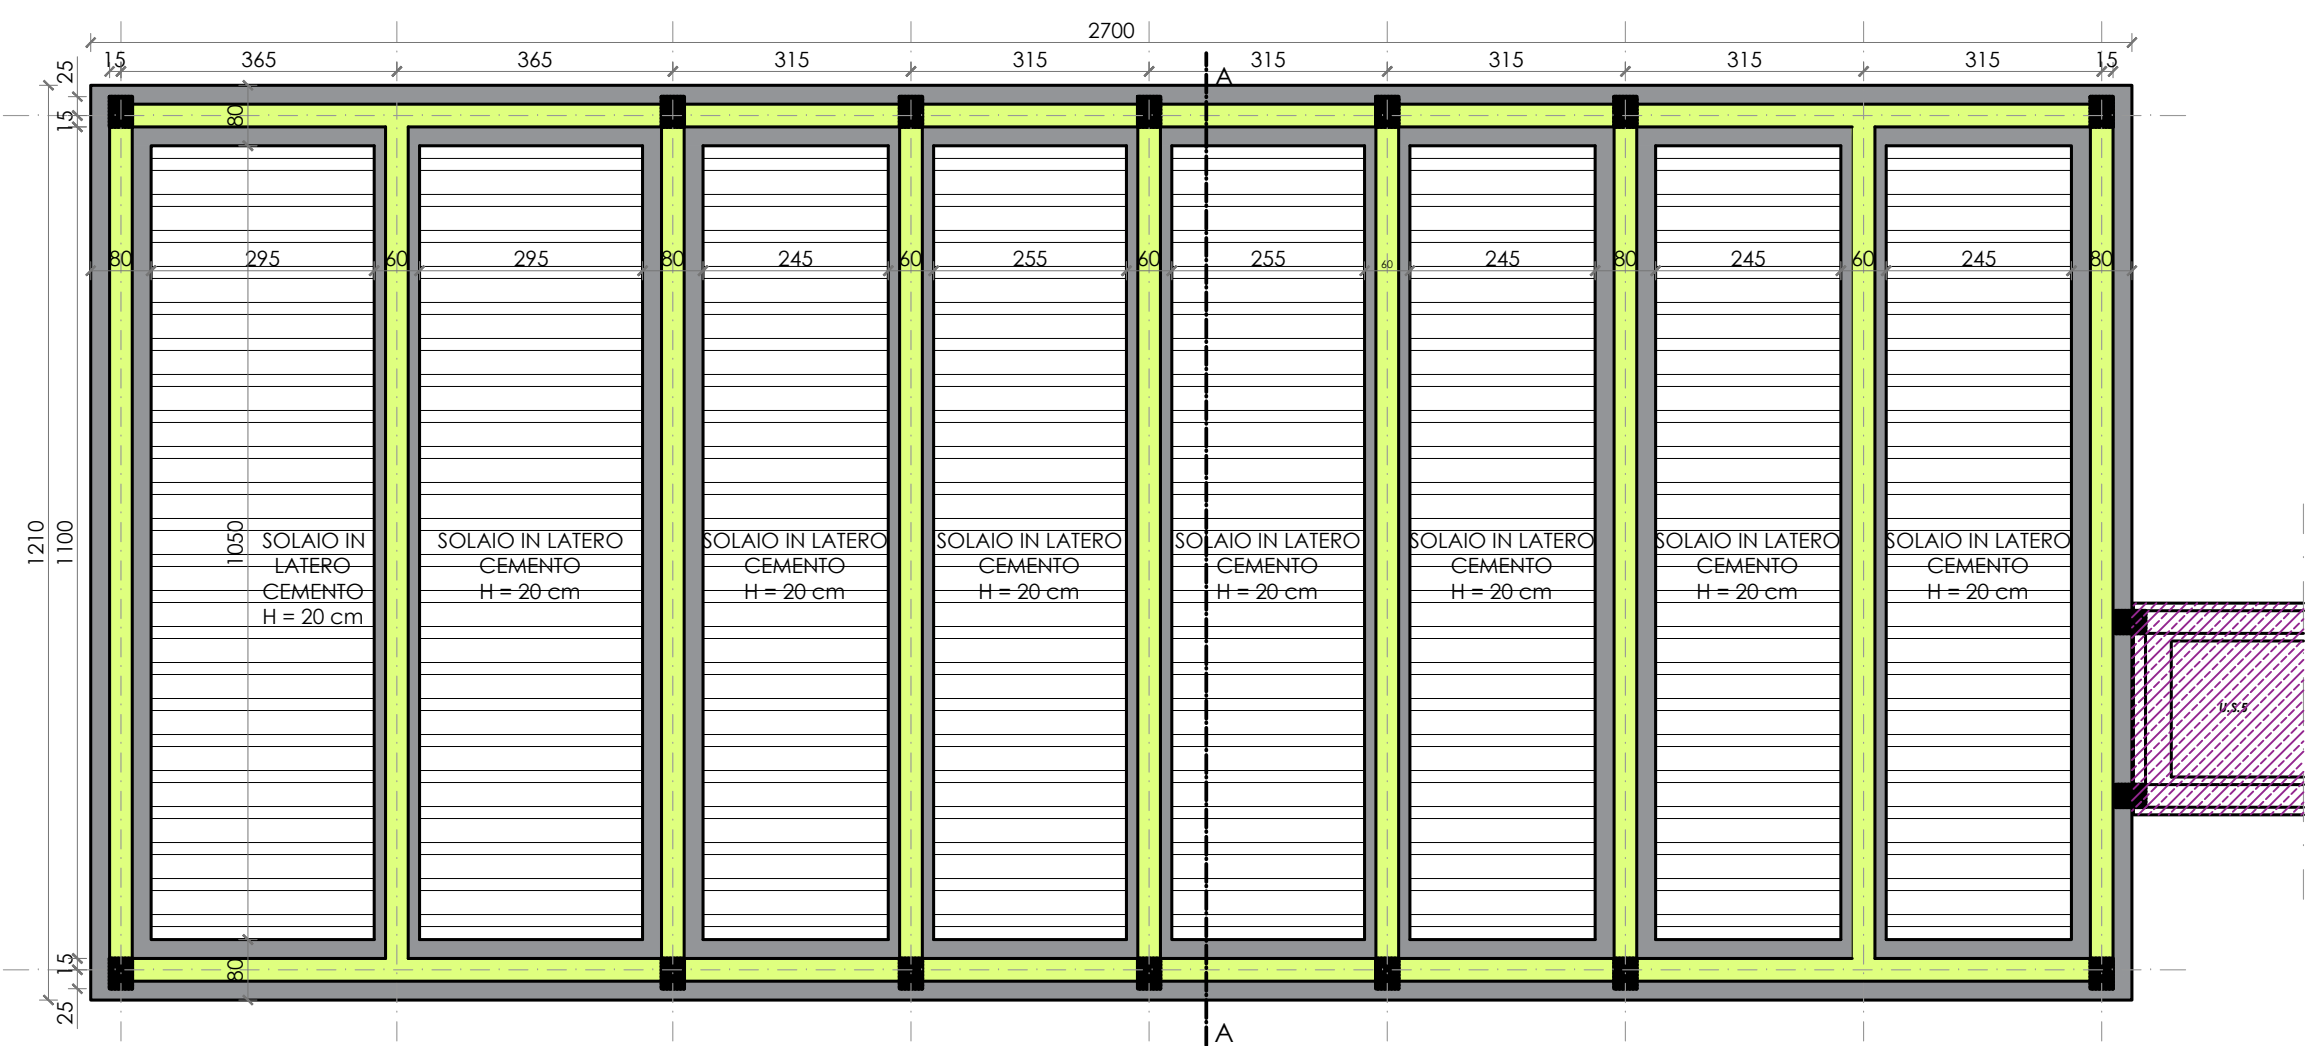 2700
15 365 365 315 315 315 315 315 315 15
A
25
15
80
80 295 60 295 80 245 60 255 60 255 60 245 80 245 60 245 80
1210
1100
1050
SOLAIO IN
LATERO
CEMENTO
H = 20 cm
SOLAIO IN LATERO
CEMENTO
H = 20 cm
SOLAIO IN LATERO
CEMENTO
H = 20 cm
SOLAIO IN LATERO
CEMENTO
H = 20 cm
SOLAIO IN LATERO
CEMENTO
H = 20 cm
SOLAIO IN LATERO
CEMENTO
H = 20 cm
SOLAIO IN LATERO
CEMENTO
H = 20 cm
SOLAIO IN LATERO
CEMENTO
H = 20 cm
U.S.5
15
80
25
A